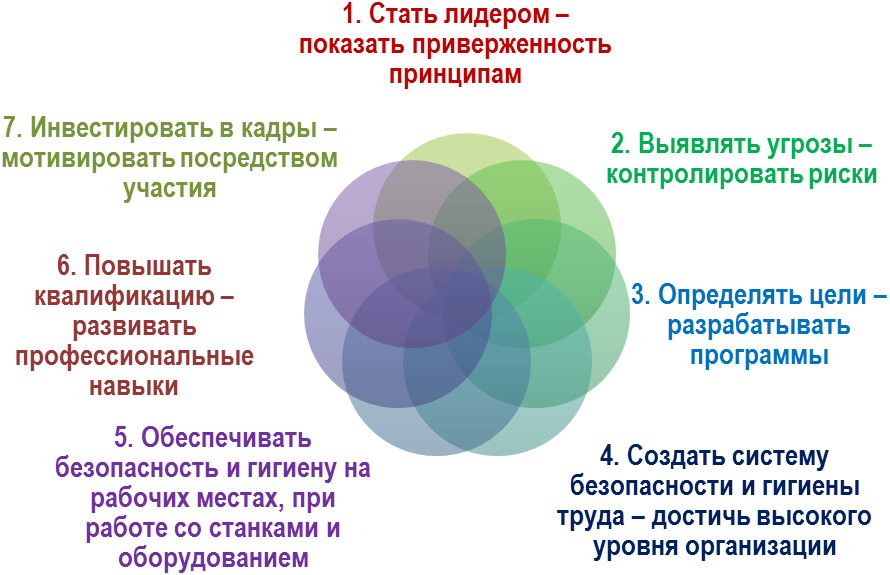 1. Стать лидером –
показать приверженность
принципам
2. Выявлять угрозы –
контролировать риски
3. Определять цели –
разрабатывать
программы
4. Создать систему
безопасности и гигиены
труда – достичь высокого
уровня организации
5. Обеспечивать
безопасность и гигиену на
рабочих местах, при
работе со станками и
оборудованием
6. Повышать
квалификацию –
развивать
профессиональные
навыки
7. Инвестировать в кадры –
мотивировать посредством
участия